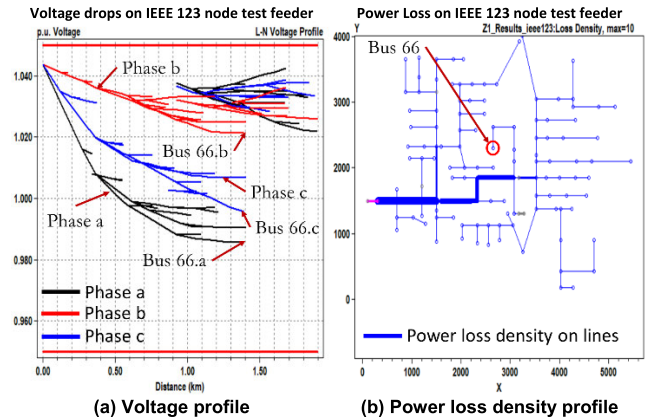 Voltage drops on IEEE 123 node test feeder
p.u. Voltage
L-N Voltage Profile
1.040
1.020
1.000
0.980
0.960
Phase b
Bus 66.b
Phase c
Phase a
Bus 66.c
Bus 66.a
Phase a
Phase b
Phase c
0.00
0.50
1.00
1.50
Distance (km)
(a) Voltage profile
Power Loss on IEEE 123 node test feeder
Y
Z1_Results_ieee123:Loss Density, max=10
Bus 66
4000
3000
2000
1000
0
Power loss density on lines
0
1000
2000
3000
4000
5000
X
(b) Power loss density profile